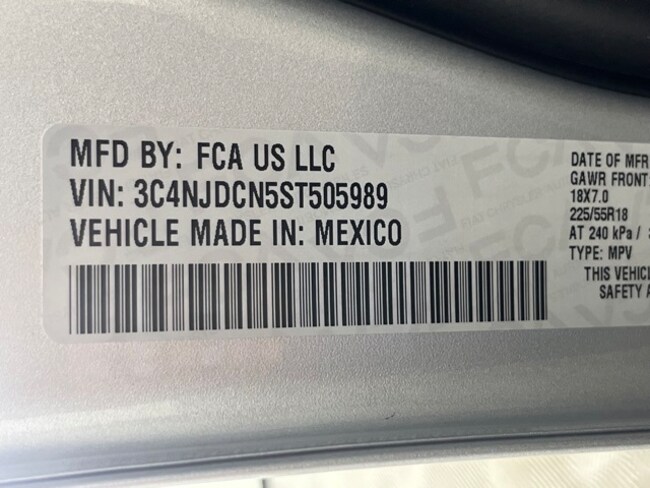 MFD BY: FCA US LLC
VIN: 3C4NJDCN5ST505989
VEHICLE MADE IN: MEXICO
DATE OF MFR
GAWR FRONT
18X7.0
225/55R18
AT 240 kPa /
TYPE: MPV
THIS VEHICL
SAFETY A